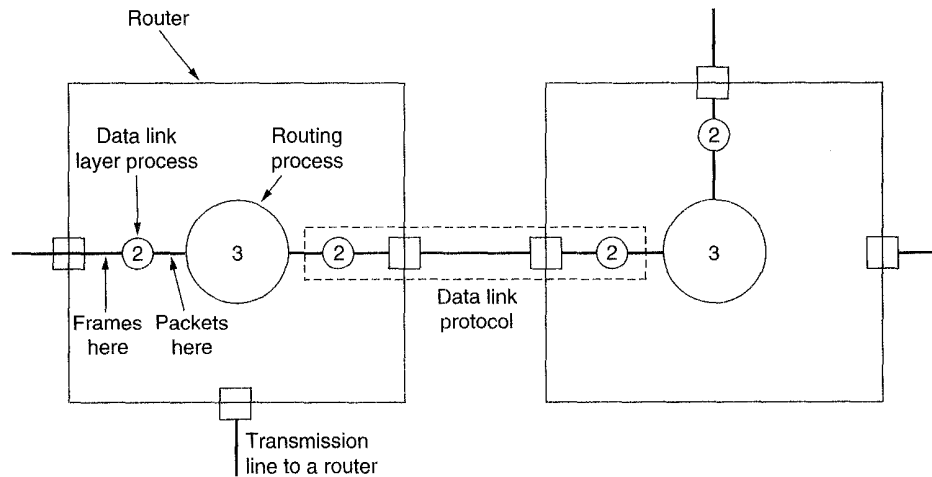 Router
Data link
layer process
Routing
process
2
2
3
2
2
3
Frames
here
Packets
here
Data link
protocol
Transmission
line to a router